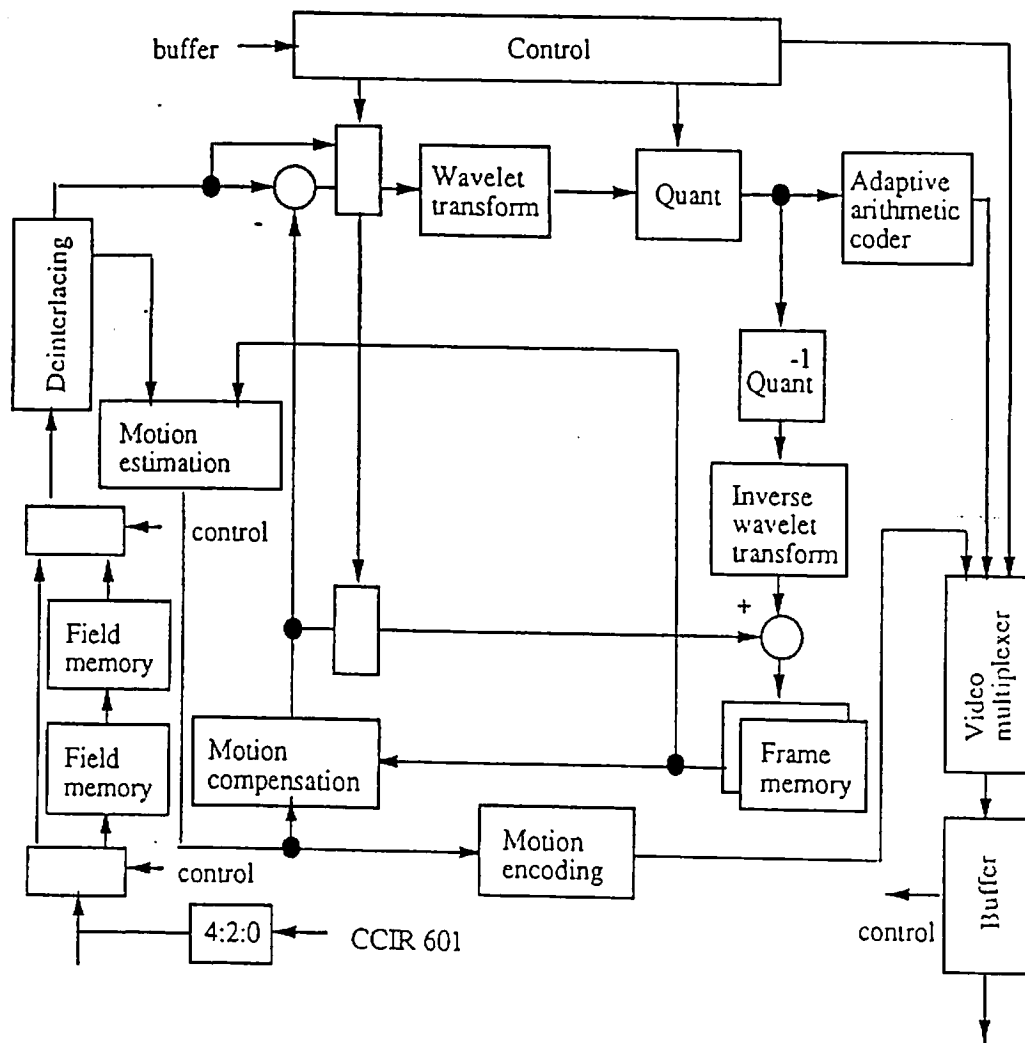 buffer
Control
Wavelet
transform
Quant
Adaptive
arithmetic
coder
-
Deinterlacing
-1
Quant
Motion
estimation
Inverse
wavelet
transform
control
+
Field
memory
Video
multiplexer
Field
memory
Motion
compensation
Frame
memory
Motion
encoding
control
Buffer
control
4:2:0
CCIR 601